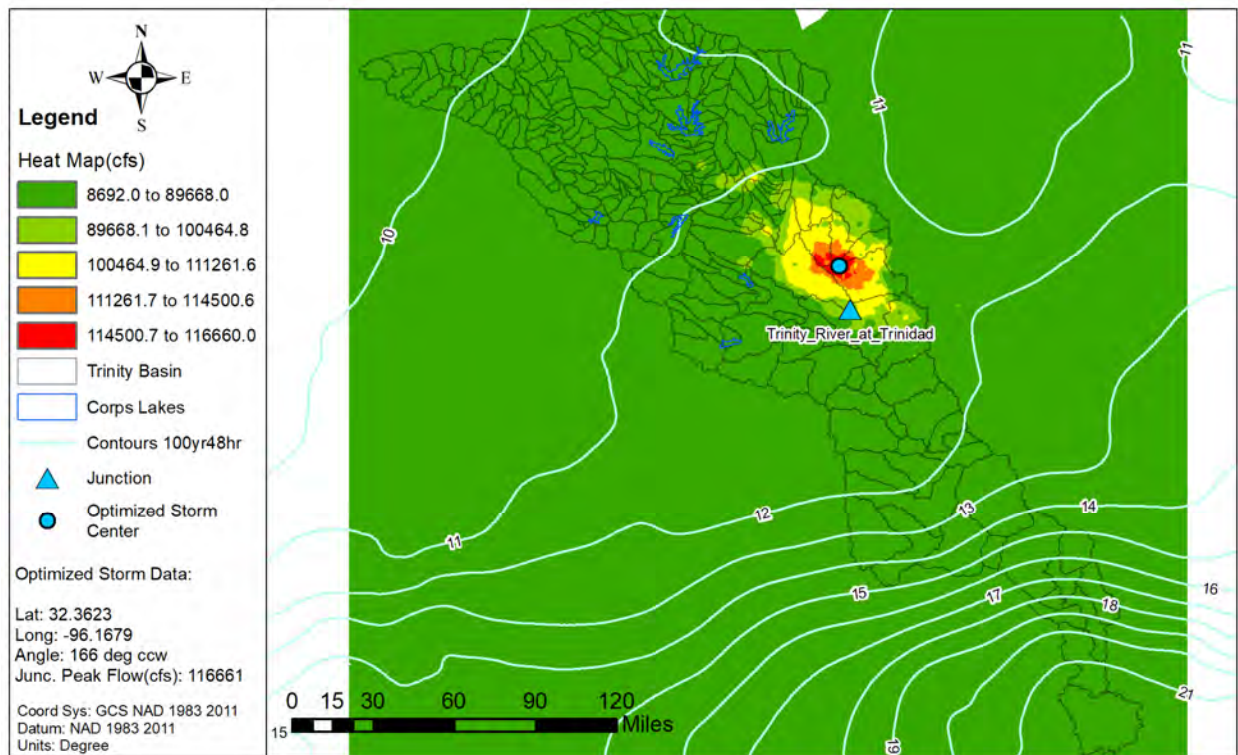 N
W E
S
Legend
Heat Map(cfs)
8692.0 to 89668.0
89668.1 to 100464.8
100464.9 to 111261.6
111261.7 to 114500.6
114500.7 to 116660.0
Trinity Basin
Corps Lakes
Contours 100yr48hr
Junction
Optimized Storm
Center
Optimized Storm Data:
Lat: 32.3623
Long: -96.1679
Angle: 166 deg ccw
Junc. Peak Flow(cfs): 116661
Coord Sys: GCS NAD 1983 2011
Datum: NAD 1983 2011
Units: Degree
11
11
10
Trinity_River_at_Trinidad
12
13
14
11
15
16
17
18
21
19
15
0 15 30 60 90 120
Miles